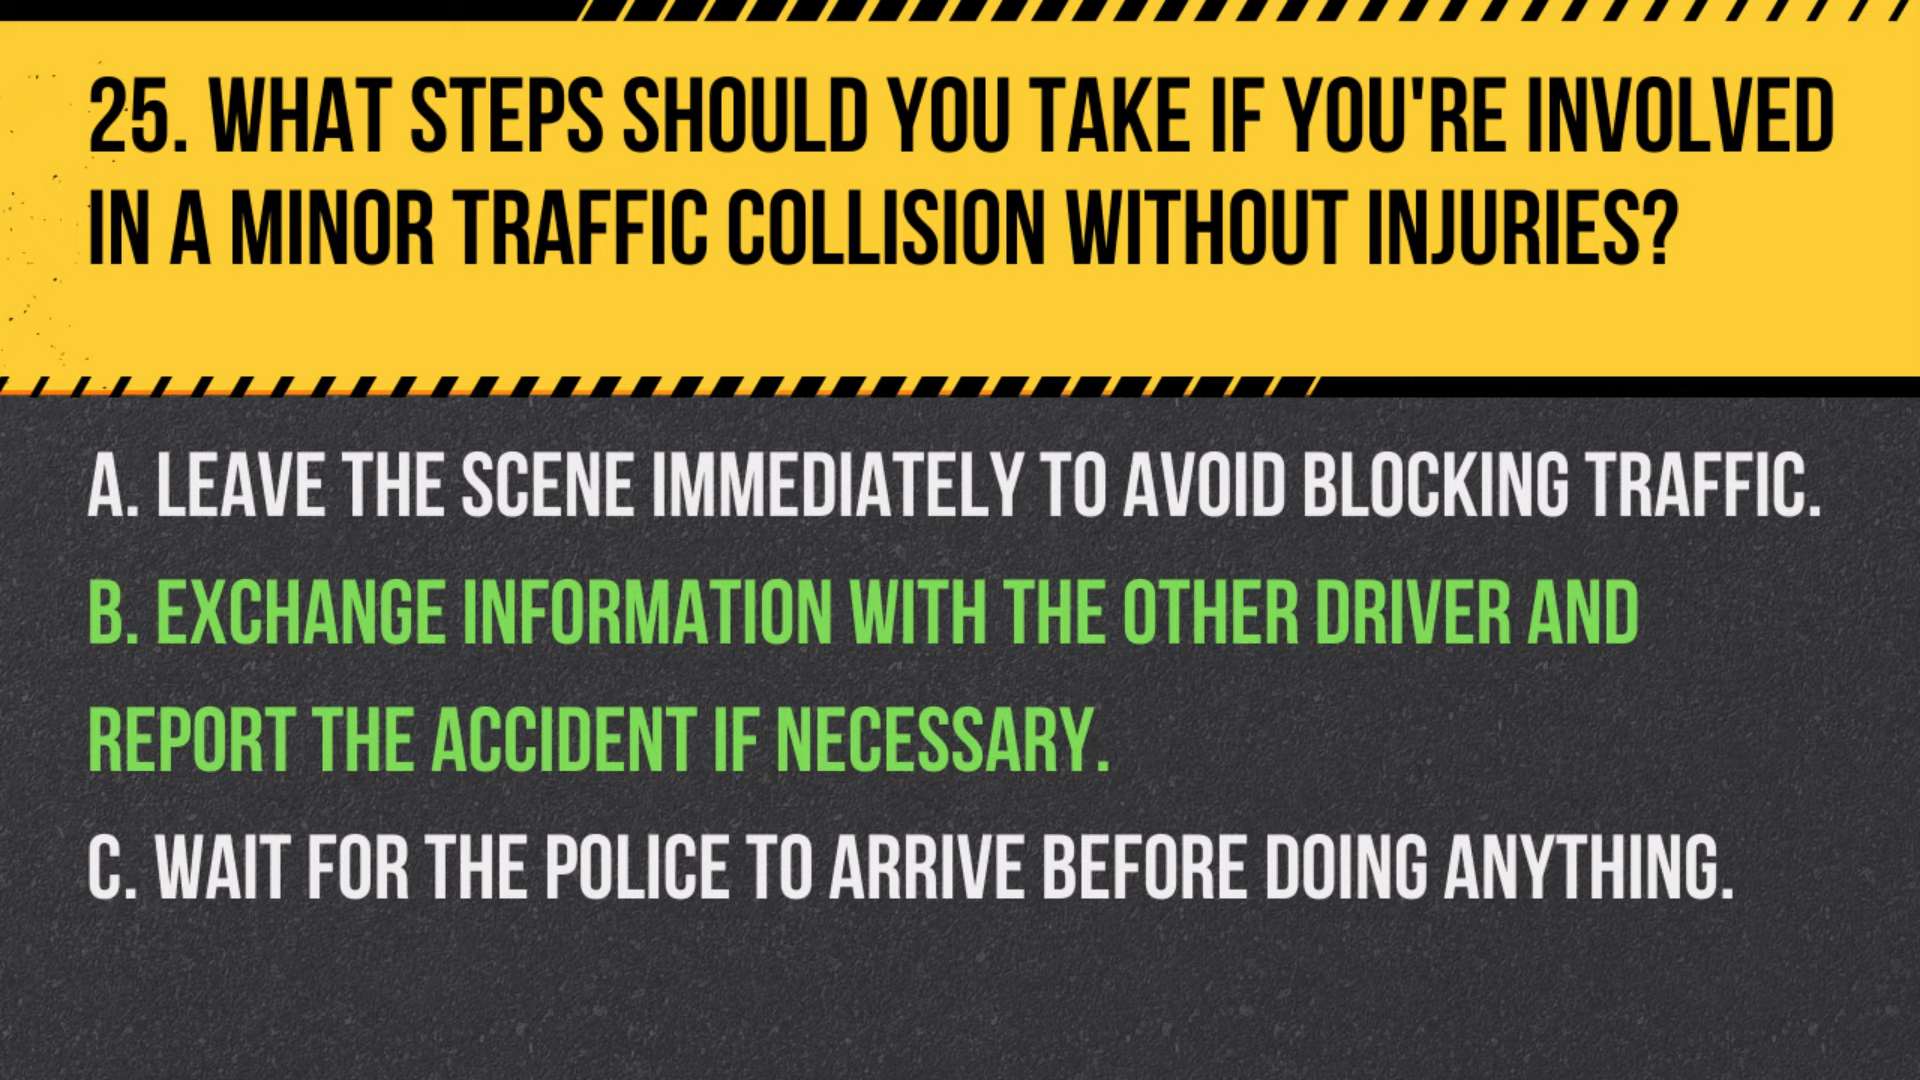 25. WHAT STEPS SHOULD YOU TAKE IF YOU'RE INVOLVED
IN A MINOR TRAFFIC COLLISION WITHOUT INJURIES?
A. LEAVE THE SCENE IMMEDIATELY TO AVOID BLOCKING TRAFFIC.
B. EXCHANGE INFORMATION WITH THE OTHER DRIVER AND
REPORT THE ACCIDENT IF NECESSARY.
C. WAIT FOR THE POLICE TO ARRIVE BEFORE DOING ANYTHING.